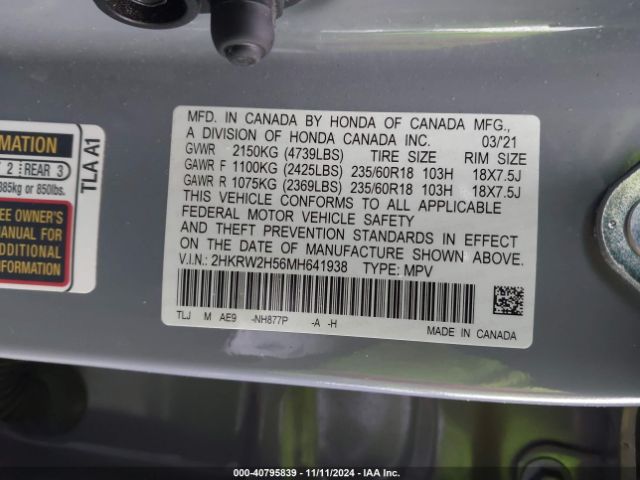 MATION
2 REAR 3
385kg or 850lbs.
EE OWNER'S
MANUAL FOR
ADDITIONAL
INFORMATION
TLA A1
MFD. IN CANADA BY HONDA OF CANADA MFG.,
A DIVISION OF HONDA CANADA INC. 03/'21
GVWR 2150KG (4739LBS) TIRE SIZE RIM SIZE
GAWR F 1100KG (2425LBS) 235/60R18 103H 18X7.5J
GAWR R 1075KG (2369LBS) 235/60R18 103H 18X7.5J
THIS VEHICLE CONFORMS TO ALL APPLICABLE
FEDERAL MOTOR VEHICLE SAFETY
AND THEFT PREVENTION STANDARDS IN EFFECT
ON THE DATE OF MANUFACTURE SHOWN ABOVE.
V.I.N.: 2HKRW2H56MH641938 TYPE: MPV
TLJ M AE9 -NH877P -A -H
MADE IN CANADA
000-40795839 - 11/11/2024 - IAA Inc.